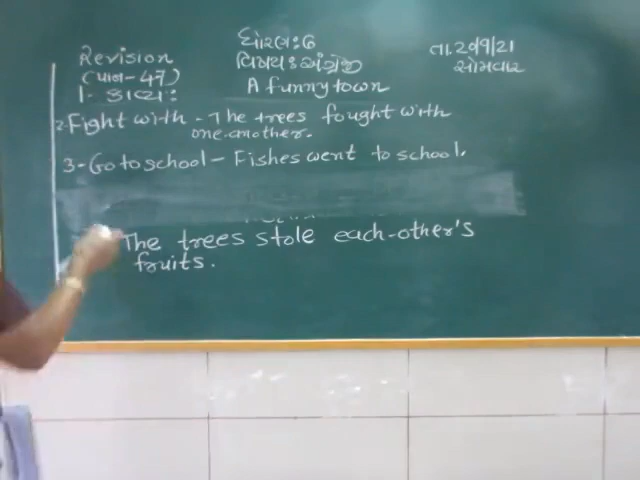 ધોરણ: 6
Revision
વિષય: અંગ્રેજી
તા. 20/9/21
(પાન-47)
A funny town
સોમવાર
1. કાવ્ય:
2. Fight with - The trees fought with
one-another.
3- Go to school - Fishes went to school.
The trees stole each-other's
fruits.